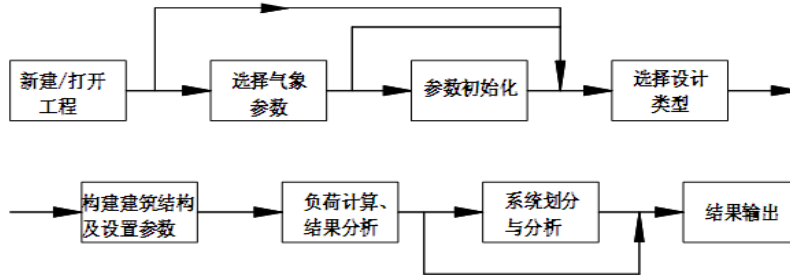 新建/打开
工程
选择气象
参数
参数初始化
选择设计
类型
构建建筑结构
及设置参数
负荷计算、
结果分析
系统划分
与分析
结果输出